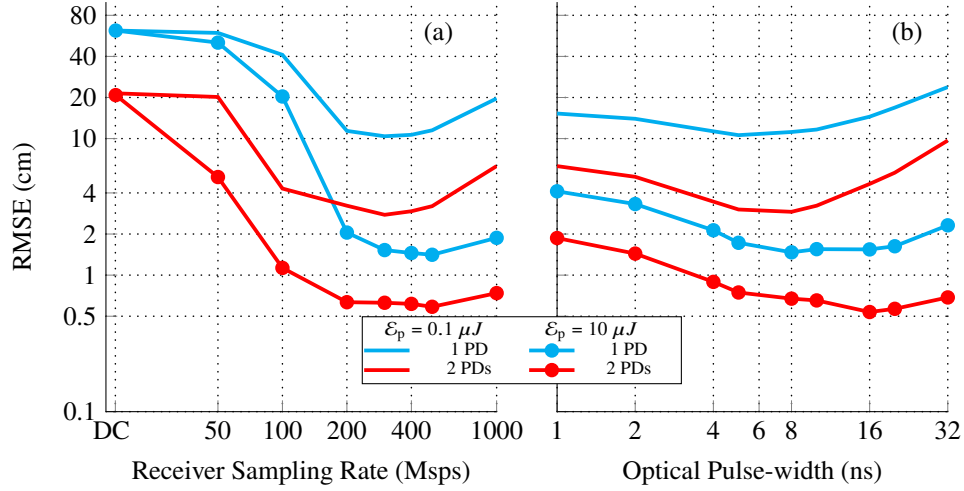 80
40
20
10
4
2
1
0.5
0.1
RMSE (cm)
(a)
(b)
ℰp = 0.1 μJ ℰp = 10 μJ
1 PD 1 PD
2 PDs 2 PDs
DC 50 100 200 400 1000
1 2 4 6 8 16 32
Receiver Sampling Rate (Msps)
Optical Pulse-width (ns)